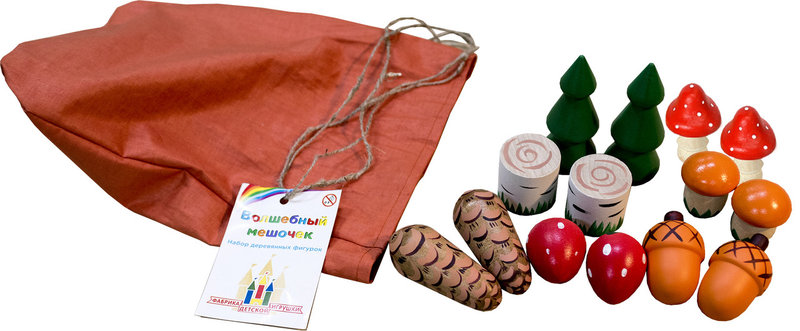 Волшебный
мешочек
Набор деревянных фигурок
ФАБРИКА
ДЕТСКОЙ
ИГРУШКИ